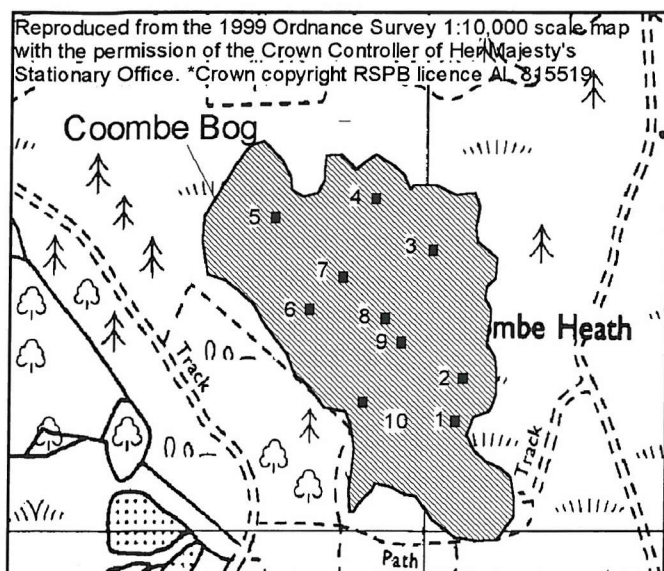 Reproduced from the 1999 Ordnance Survey 1:10,000 scale map
with the permission of the Crown Controller of Her Majesty's
Stationary Office. *Crown copyright RSPB licence AL 815519
Coombe Bog
4
5
3
7
6
8
9
mbe Heath
Track
2
10
1
Track
Path